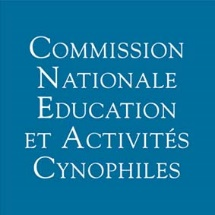 COMMISSION
NATIONALE
EDUCATION
ET ACTIVITÉS
CYNOPHILES